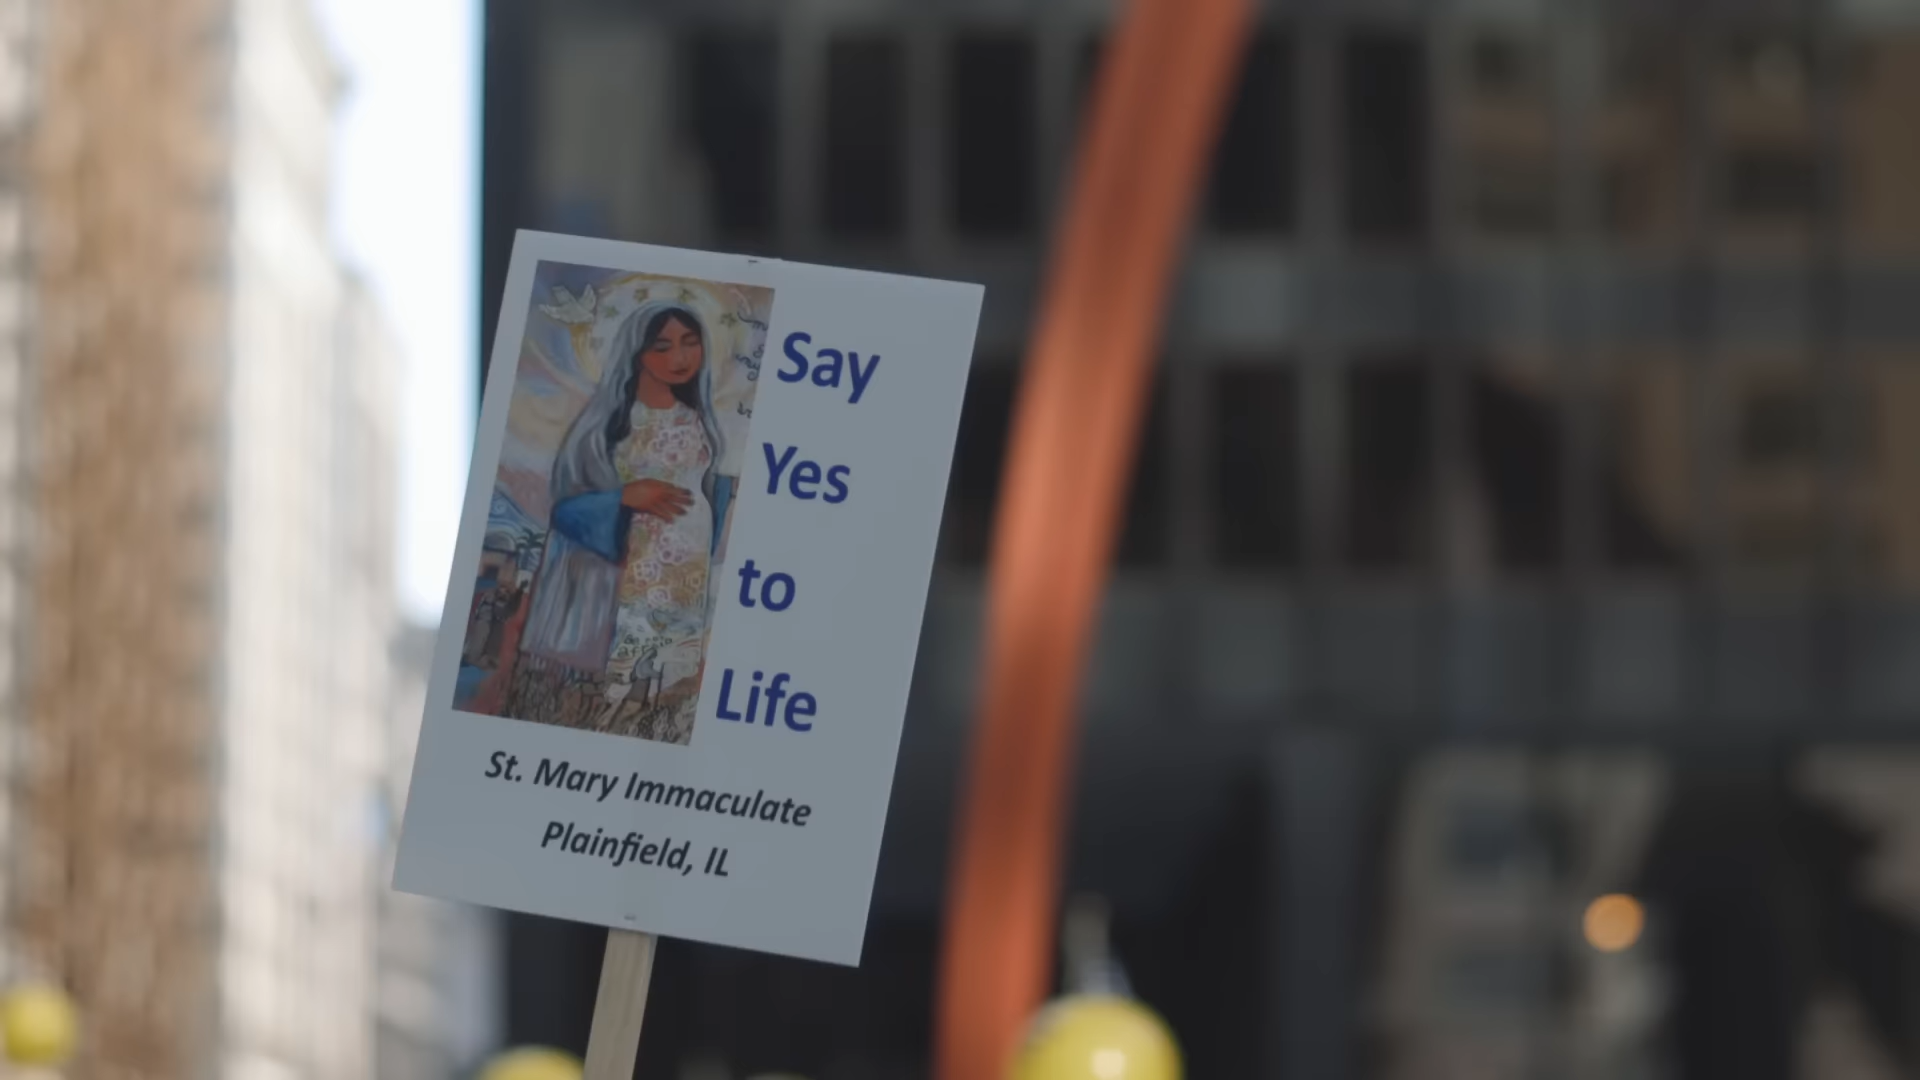 Say
Yes
to
Life
St. Mary Immaculate
Plainfield, IL